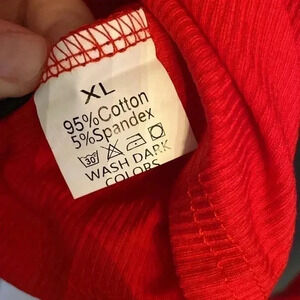 XL
95%Cotton
5%Spandex
30
WASH DARK
COLORS